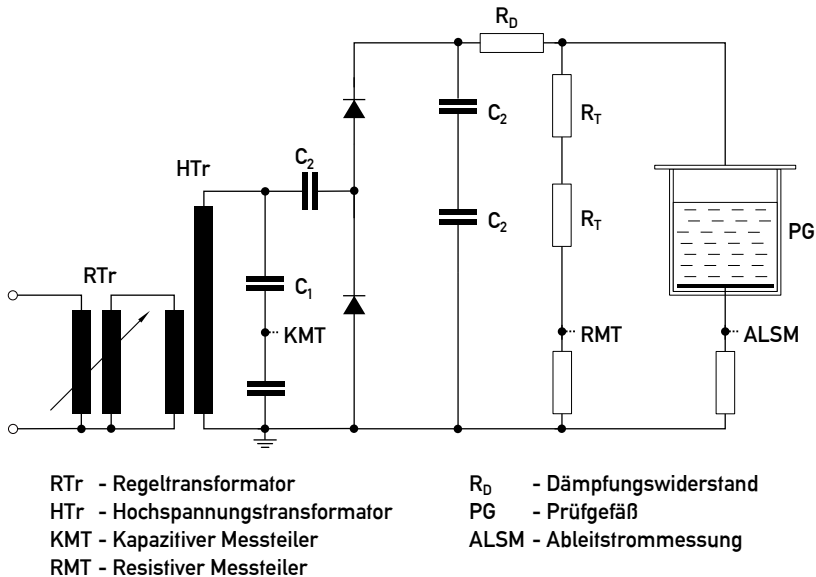 R_D
C_2
R_T
C_2
HTr
C_2
R_T
PG
RTr
C_1
KMT
RMT
ALSM
RTr - Regeltransformator
HTr - Hochspannungstransformator
KMT - Kapazitiver Messteiler
RMT - Resistiver Messteiler
R_D - Dämpfungswiderstand
PG - Prüfgefäß
ALSM - Ableitstrommessung